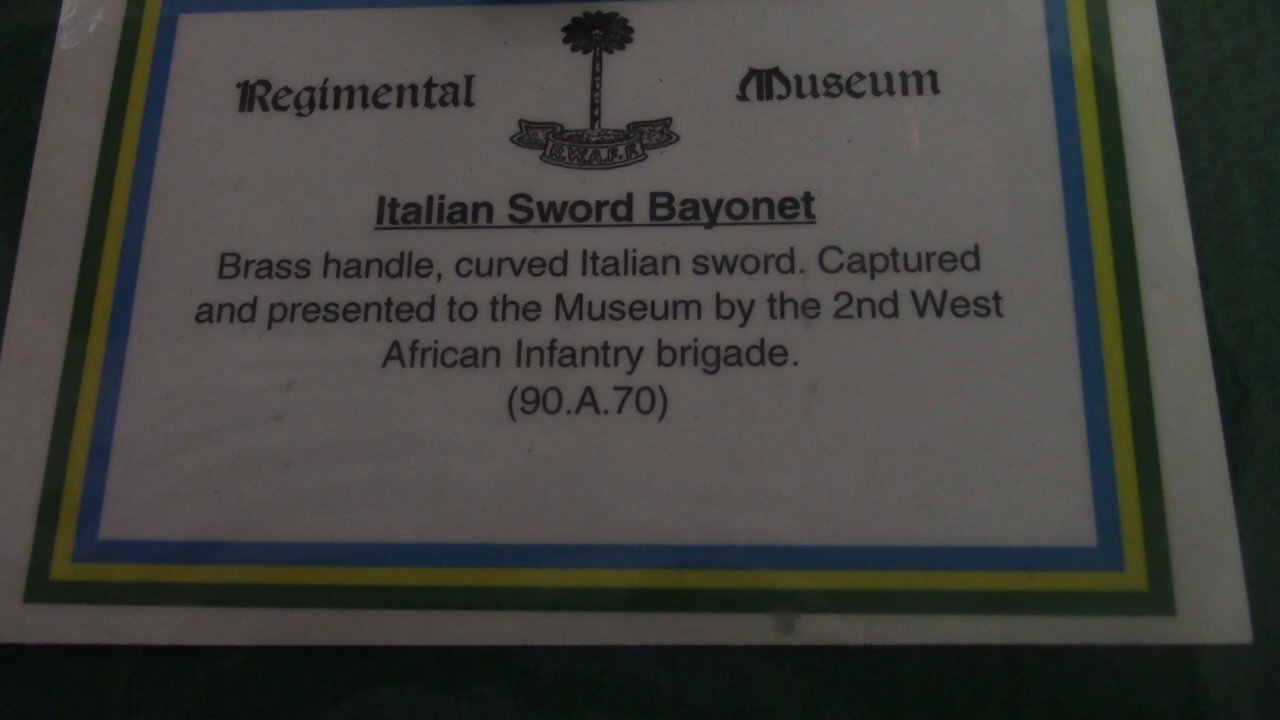 Regimental Museum
R.W.A.F.F.
Italian Sword Bayonet
Brass handle, curved Italian sword. Captured
and presented to the Museum by the 2nd West
African Infantry brigade.
(90.A.70)